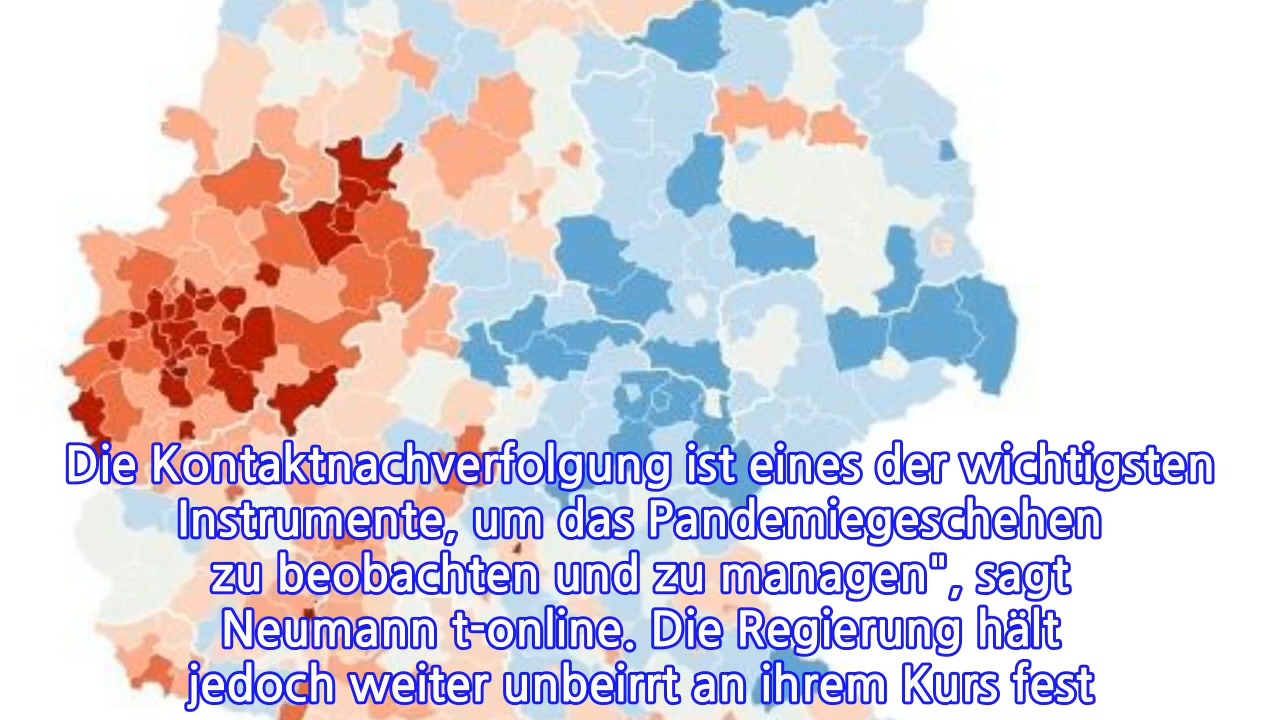 Die Kontaktnachverfolgung ist eines der wichtigsten
Instrumente, um das Pandemiegeschehen
zu beobachten und zu managen", sagt
Neumann t-online. Die Regierung hält
jedoch weiter unbeirrt an ihrem Kurs fest